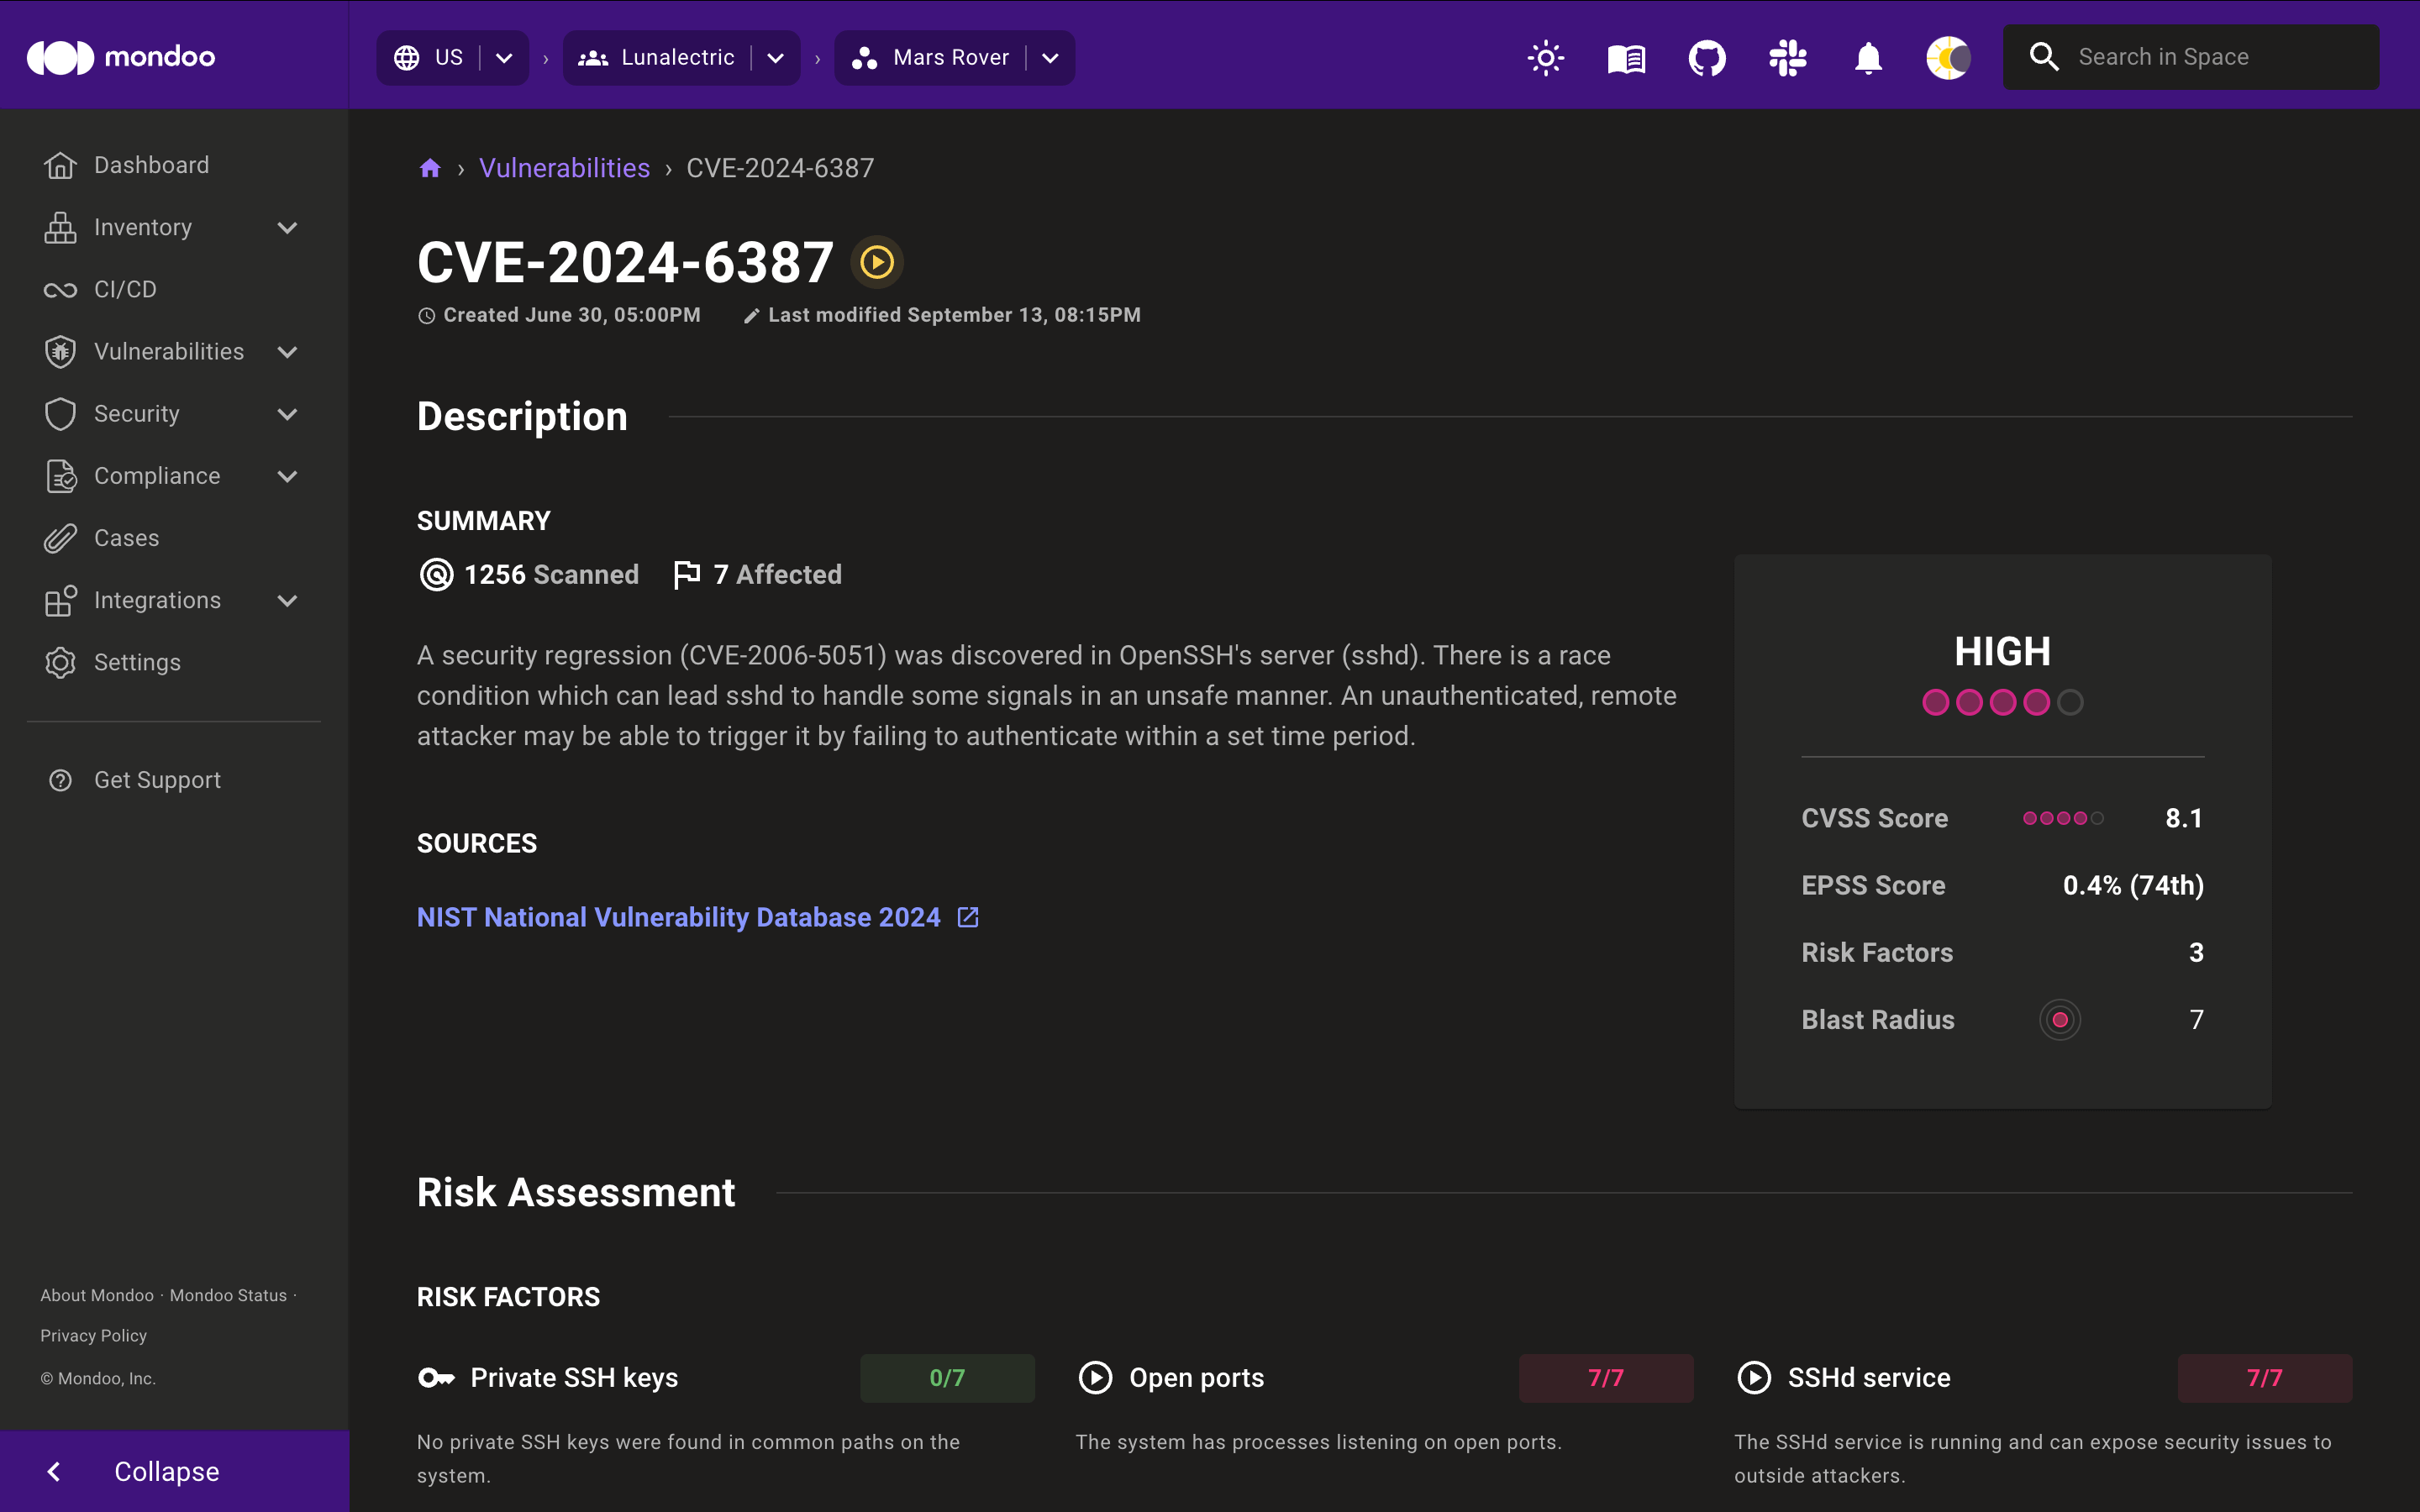 mondoo
US
Lunalectric
Mars Rover
Search in Space
Dashboard
Inventory
CI/CD
Vulnerabilities
Security
Compliance
Cases
Integrations
Settings
Get Support
About Mondoo · Mondoo Status ·
Privacy Policy
© Mondoo, Inc.
Collapse
› Vulnerabilities › CVE-2024-6387
CVE-2024-6387
Created June 30, 05:00PM
Last modified September 13, 08:15PM
Description
SUMMARY
1256 Scanned
7 Affected
A security regression (CVE-2006-5051) was discovered in OpenSSH's server (sshd). There is a race
condition which can lead sshd to handle some signals in an unsafe manner. An unauthenticated, remote
attacker may be able to trigger it by failing to authenticate within a set time period.
SOURCES
NIST National Vulnerability Database 2024
HIGH
CVSS Score 8.1
EPSS Score 0.4% (74th)
Risk Factors 3
Blast Radius 7
Risk Assessment
RISK FACTORS
Private SSH keys 0/7
No private SSH keys were found in common paths on the
system.
Open ports 7/7
The system has processes listening on open ports.
SSHd service 7/7
The SSHd service is running and can expose security issues to
outside attackers.